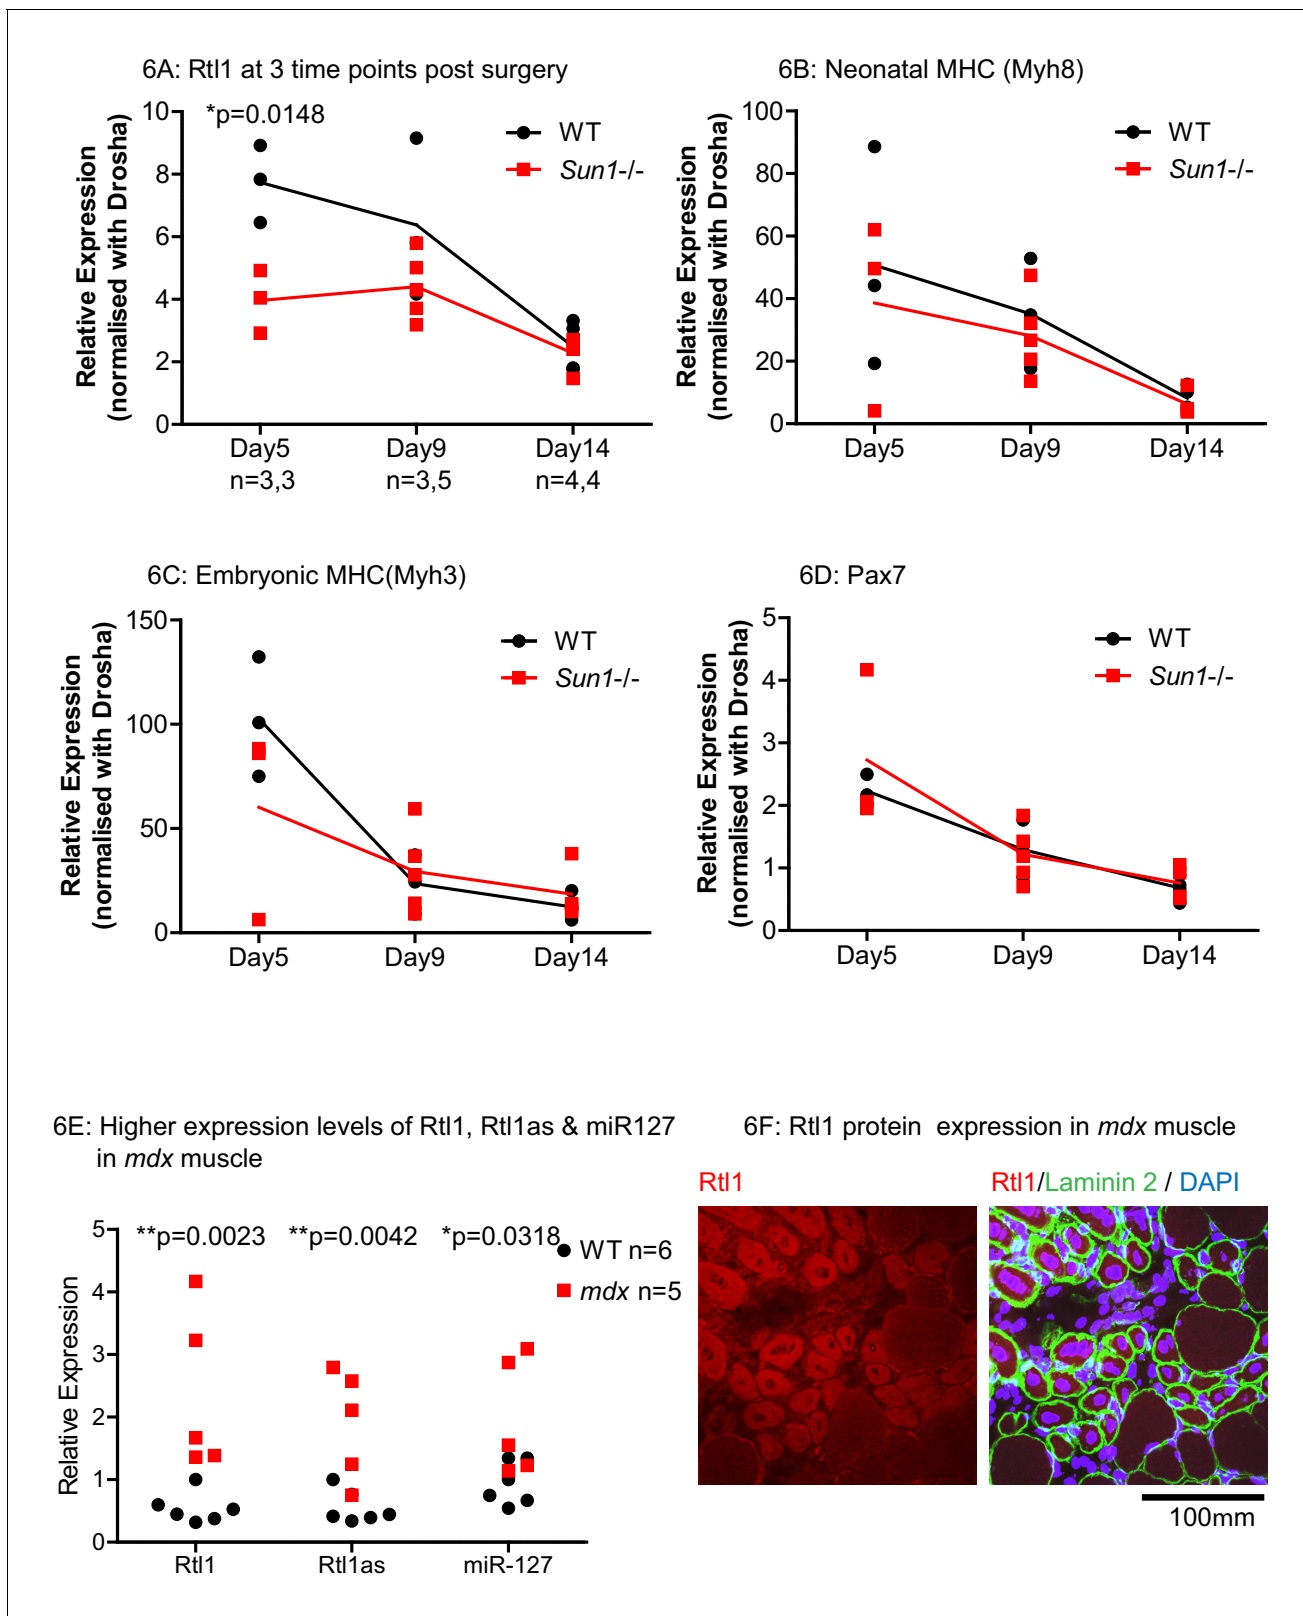 6A: Rtl1 at 3 time points post surgery
Relative Expression
(normalised with Drosha)
10
8
6
4
2
0
*p=0.0148
WT
Sun1-/-
Day5
Day9
Day14
n=3,3
n=3,5
n=4,4
6B: Neonatal MHC (Myh8)
Relative Expression
(normalised with Drosha)
100
80
60
40
20
0
WT
Sun1-/-
Day5
Day9
Day14
6C: Embryonic MHC(Myh3)
Relative Expression
(normalised with Drosha)
150
100
50
0
WT
Sun1-/-
Day5
Day9
Day14
6D: Pax7
Relative Expression
(normalised with Drosha)
5
4
3
2
1
0
WT
Sun1-/-
Day5
Day9
Day14
6E: Higher expression levels of Rtl1, Rtl1as & miR127
in mdx muscle
Relative Expression
5
4
3
2
1
0
**p=0.0023
**p=0.0042
*p=0.0318
WT n=6
mdx n=5
Rtl1
Rtl1as
miR-127
6F: Rtl1 protein expression in mdx muscle
Rtl1
Rtl1/Laminin 2 / DAPI
100mm